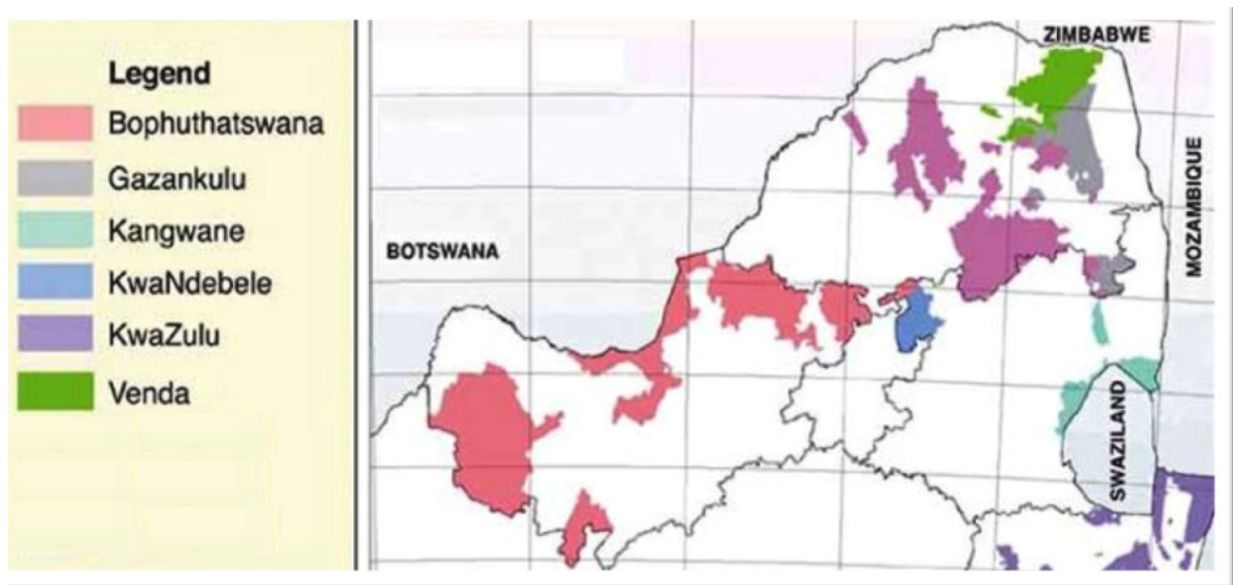 Legend
Bophuthatswana
Gazankulu
Kangwane
KwaNdebele
KwaZulu
Venda
ZIMBABWE
MOZAMBIQUE
BOTSWANA
SWAZILAND